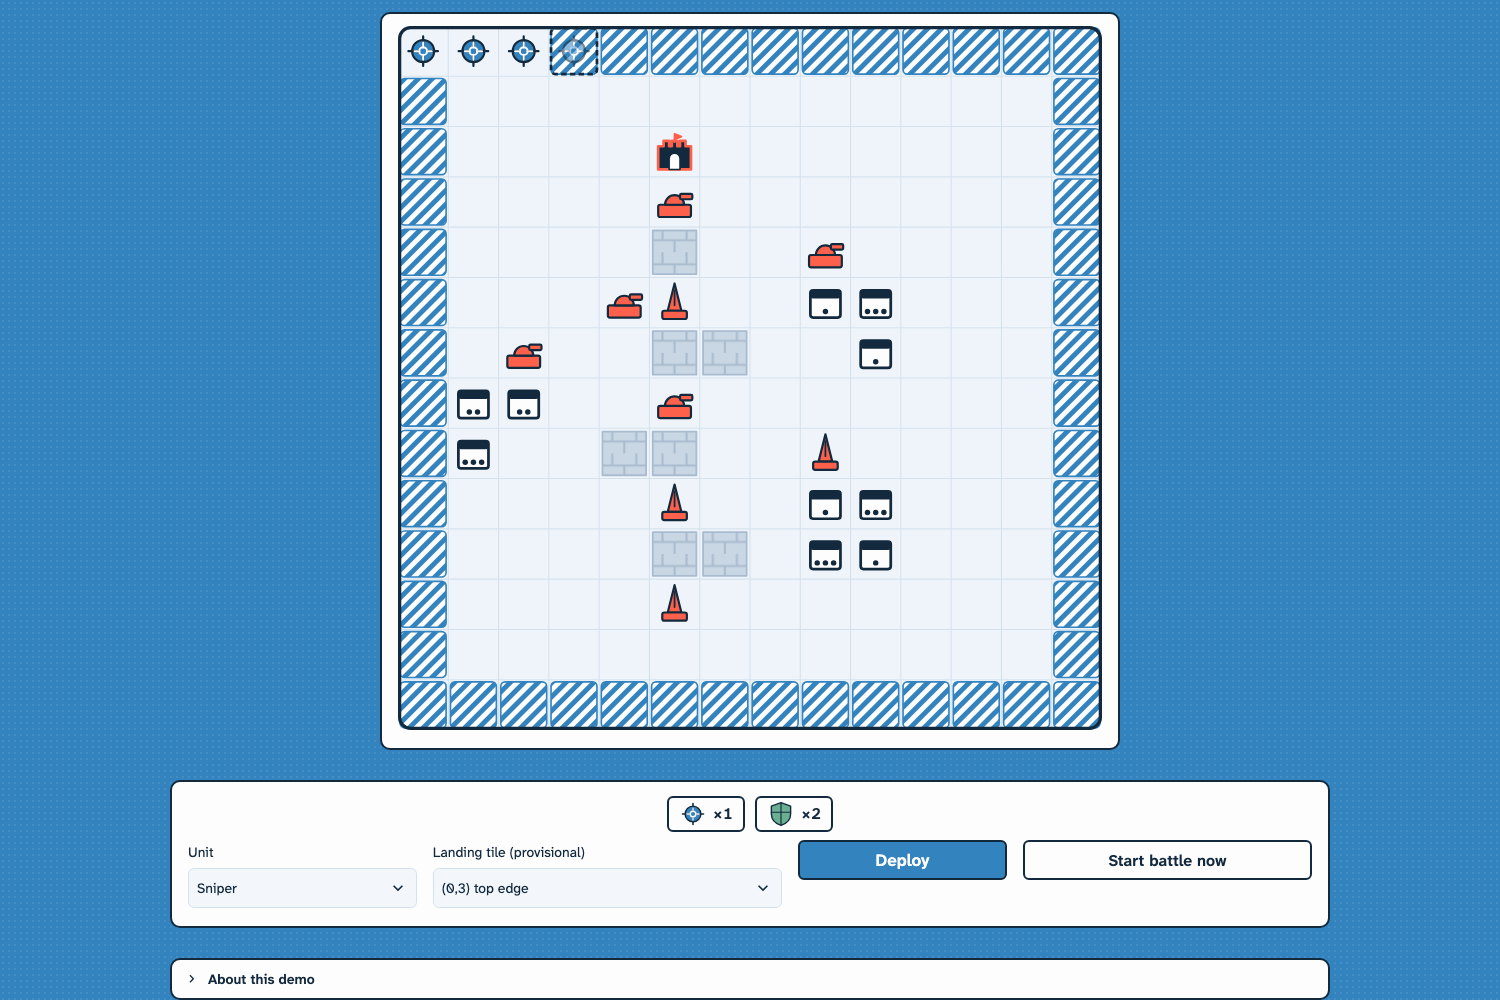 ×1
×2
Unit
Landing tile (provisional)
Sniper
(0,3) top edge
Deploy
Start battle now
About this demo